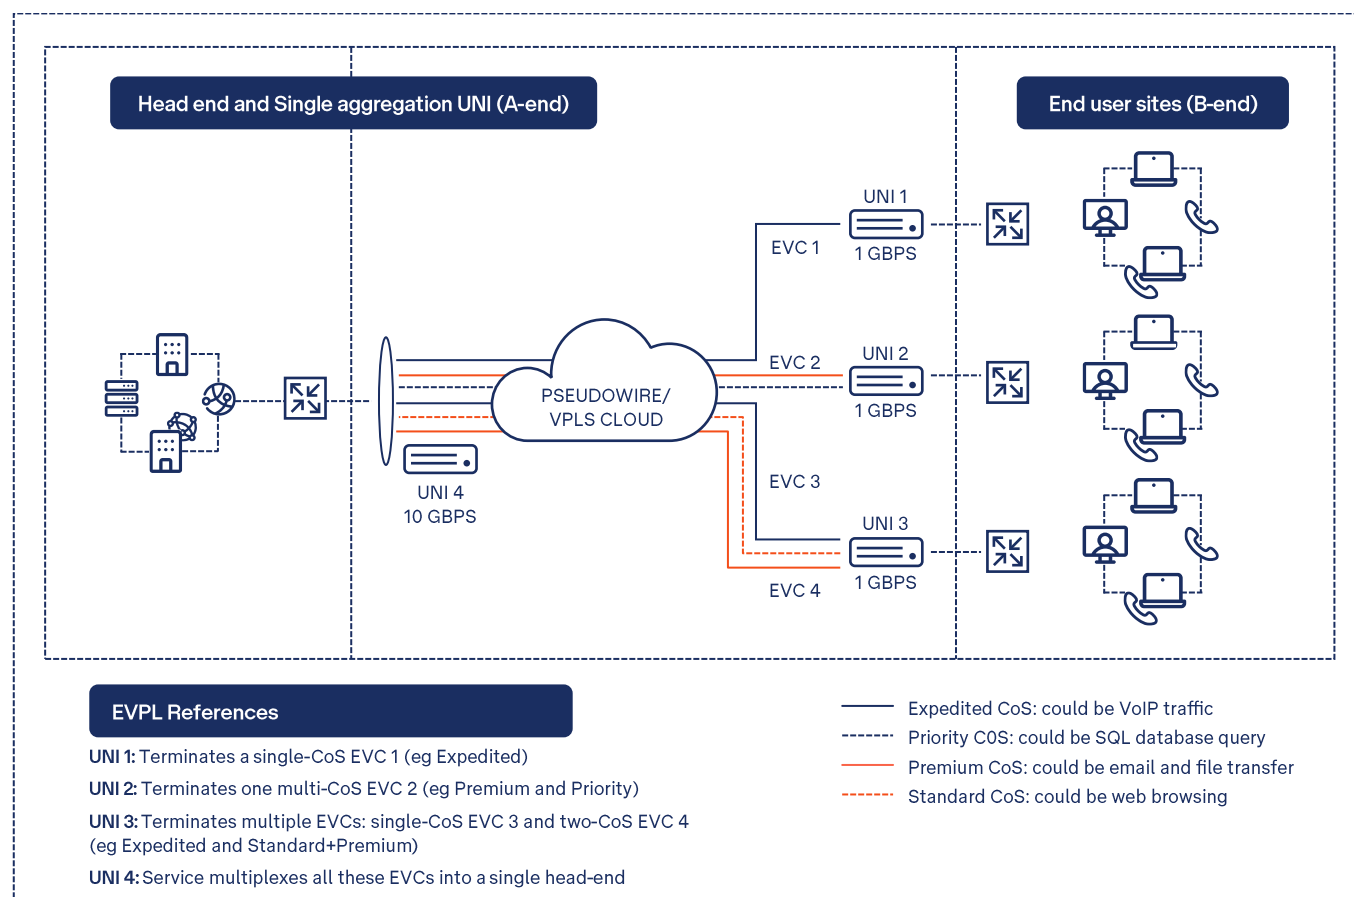 Head end and Single aggregation UNI (A-end)
End user sites (B-end)
UNI 1
EVC 1
1 GBPS
EVC 2
UNI 2
1 GBPS
PSEUDOWIRE/
VPLS CLOUD
UNI 4
10 GBPS
EVC 3
UNI 3
EVC 4
1 GBPS
EVPL References
UNI 1: Terminates a single-CoS EVC 1 (eg Expedited)
UNI 2: Terminates one multi-CoS EVC 2 (eg Premium and Priority)
UNI 3: Terminates multiple EVCs: single-CoS EVC 3 and two-CoS EVC 4
(eg Expedited and Standard+Premium)
UNI 4: Service multiplexes all these EVCs into a single head-end
Expedited CoS: could be VoIP traffic
Priority C0S: could be SQL database query
Premium CoS: could be email and file transfer
Standard CoS: could be web browsing